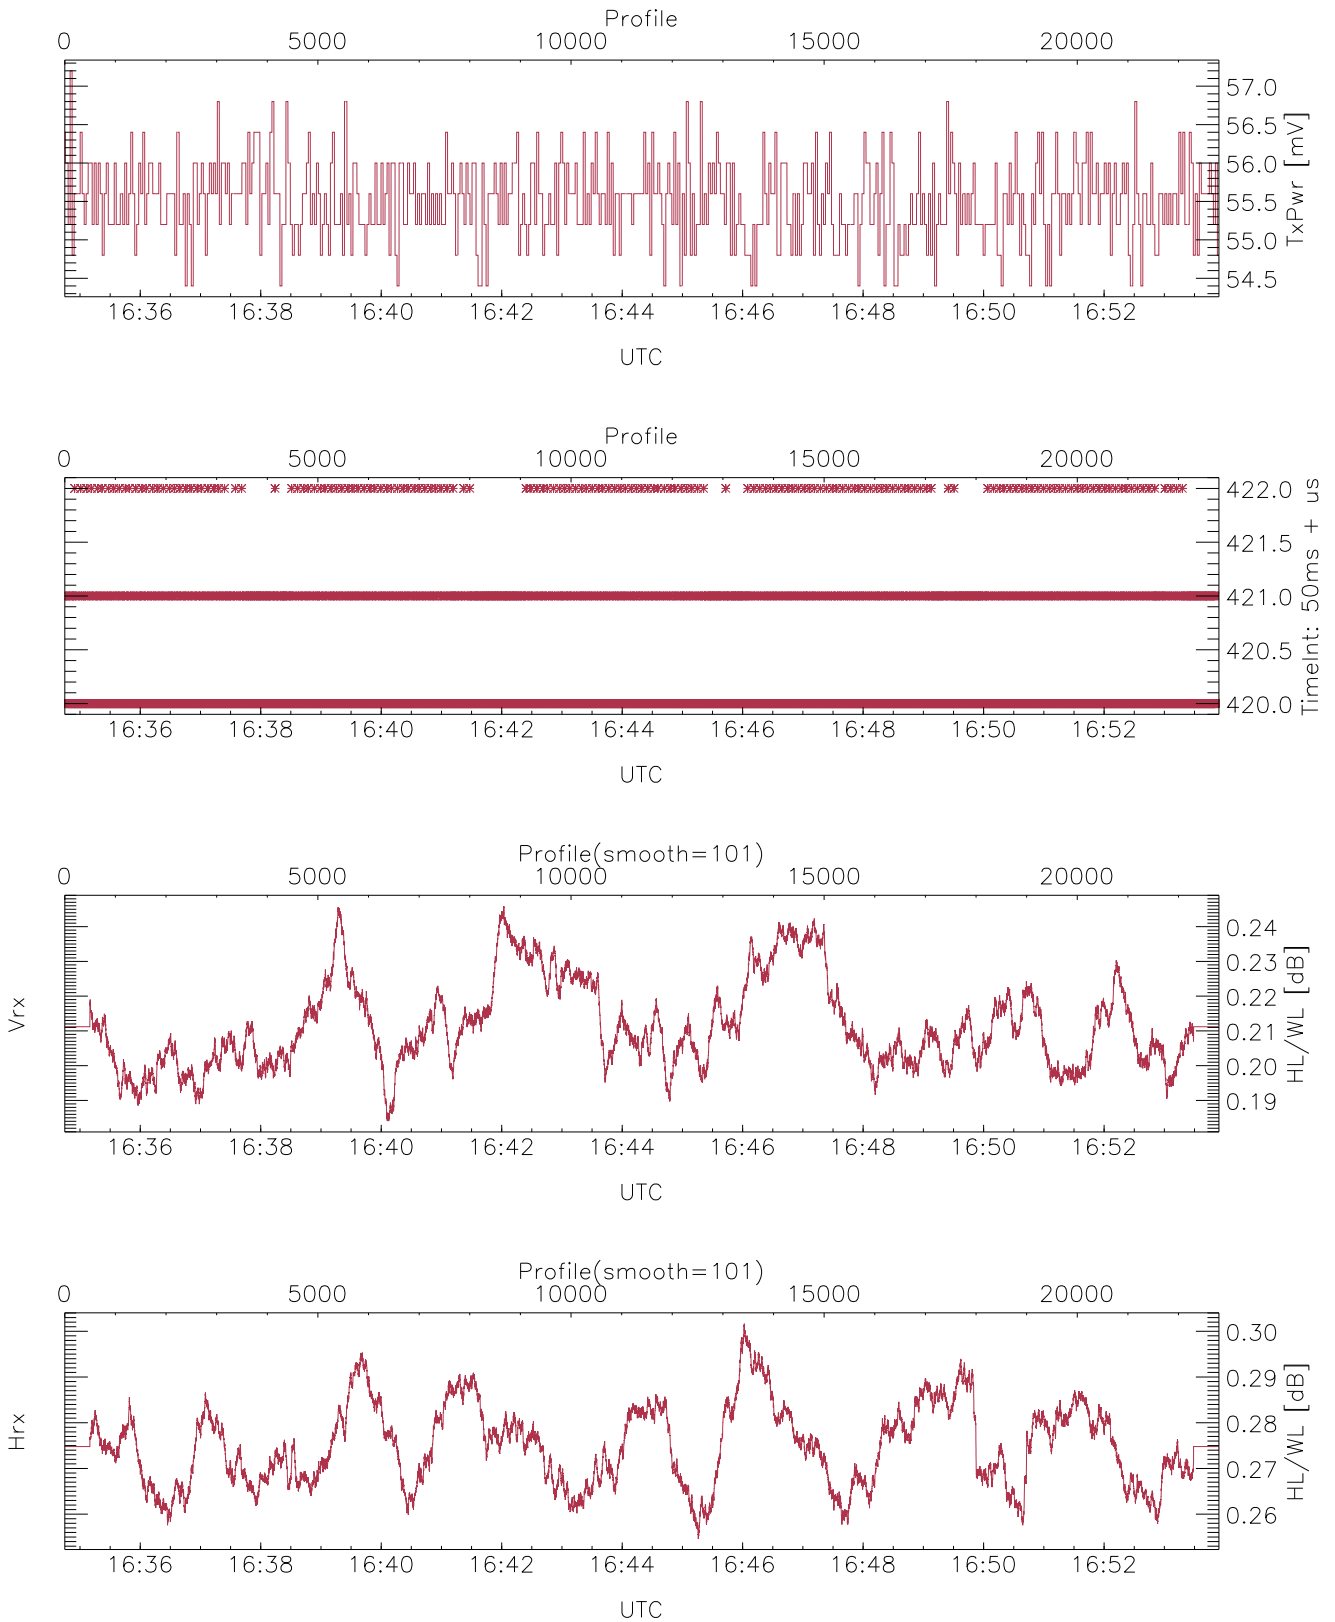 Profile
0 5000 10000 15000 20000
57.0
56.5
56.0
55.5
55.0
54.5
TxPwr [mV]
16:36 16:38 16:40 16:42 16:44 16:46 16:48 16:50 16:52
UTC
Profile
0 5000 10000 15000 20000
422.0
421.5
421.0
420.5
420.0
TimeInt: 50ms + us
16:36 16:38 16:40 16:42 16:44 16:46 16:48 16:50 16:52
UTC
Profile(smooth=101)
0 5000 10000 15000 20000
Vrx
0.24
0.23
0.22
0.21
0.20
0.19
HL/WL [dB]
16:36 16:38 16:40 16:42 16:44 16:46 16:48 16:50 16:52
UTC
Profile(smooth=101)
0 5000 10000 15000 20000
Hrx
0.30
0.29
0.28
0.27
0.26
HL/WL [dB]
16:36 16:38 16:40 16:42 16:44 16:46 16:48 16:50 16:52
UTC